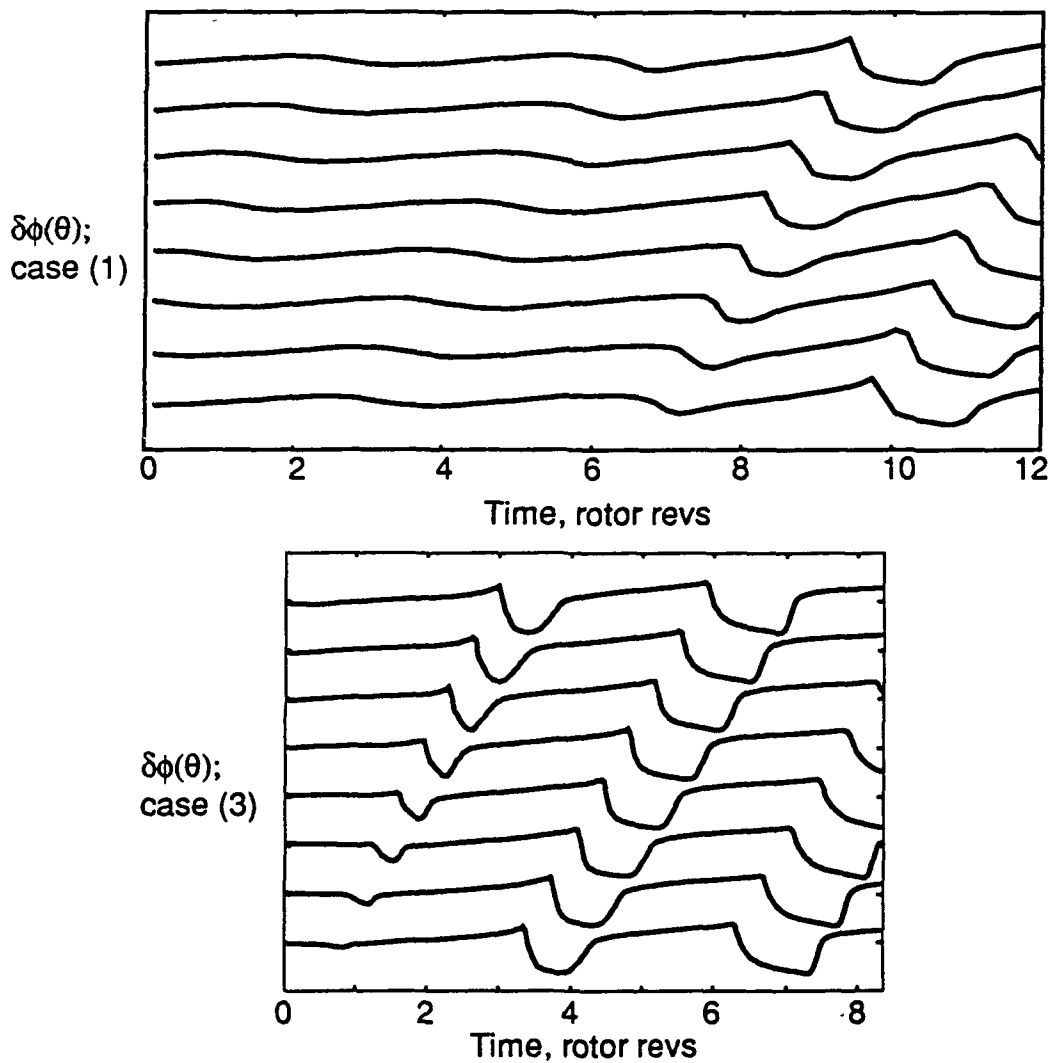 δϕ(θ);
case (1)
0 2 4 6 8 10 12
Time, rotor revs
δϕ(θ);
case (3)
0 2 4 6 8
Time, rotor revs